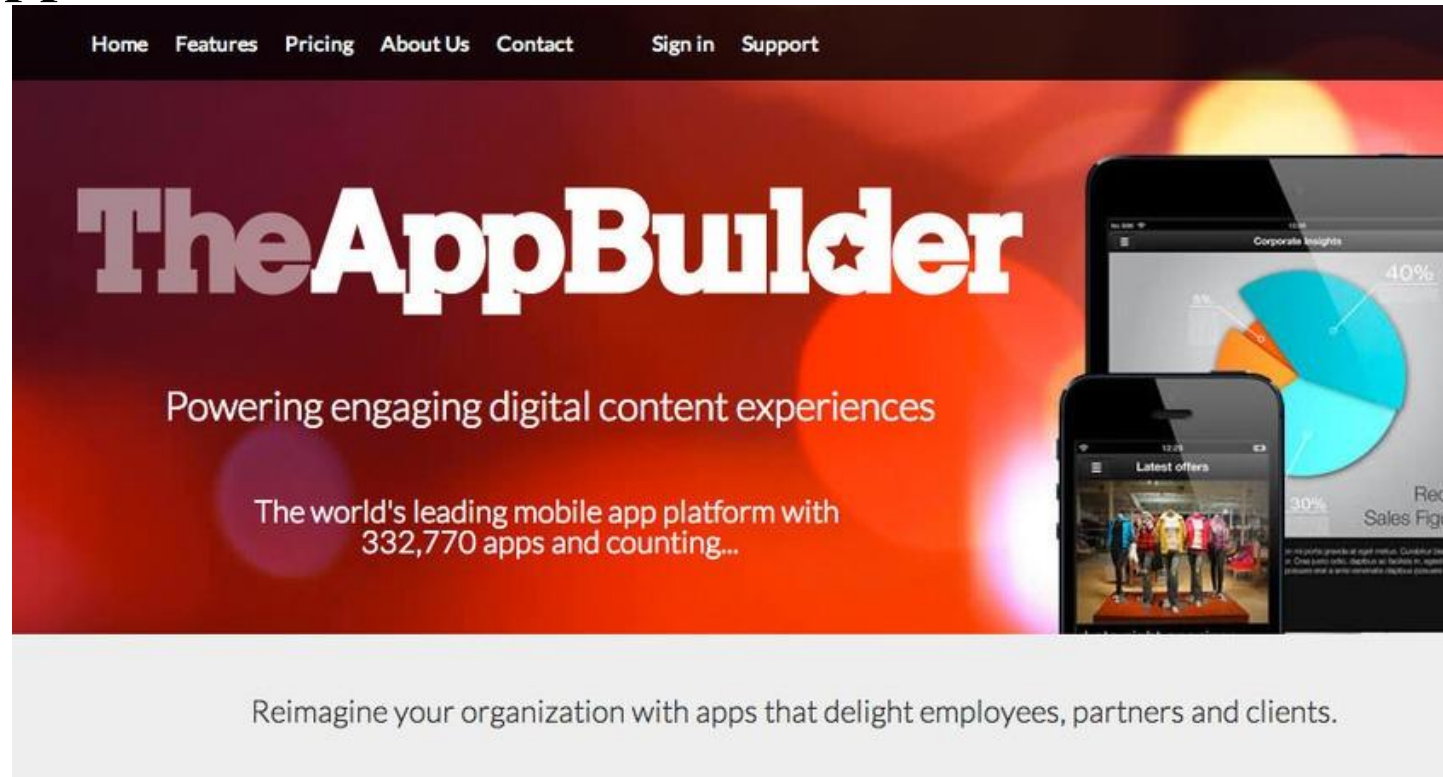 Home Features Pricing About Us Contact Sign in Support
TheAppBuilder
Powering engaging digital content experiences
The world's leading mobile app platform with
332,770 apps and counting...
Corporate Insights
40%
30%
Sales
12:25
Latest offers
Reimagine your organization with apps that delight employees, partners and clients.